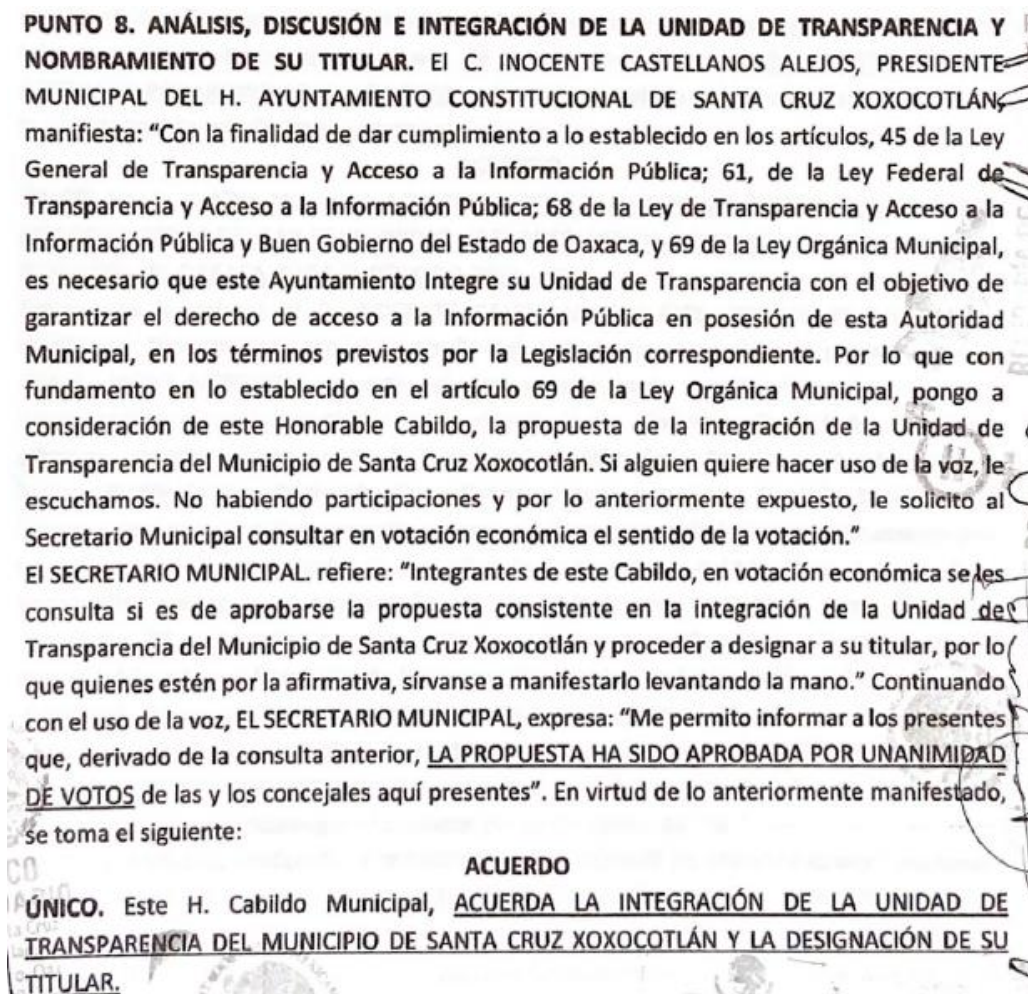 PUNTO 8. ANÁLISIS, DISCUSIÓN E INTEGRACIÓN DE LA UNIDAD DE TRANSPARENCIA Y
NOMBRAMIENTO DE SU TITULAR. El C. INOCENTE CASTELLANOS ALEJOS, PRESIDENTE
MUNICIPAL DEL H. AYUNTAMIENTO CONSTITUCIONAL DE SANTA CRUZ XOXOCOTLÁN,
manifiesta: “Con la finalidad de dar cumplimiento a lo establecido en los artículos, 45 de la Ley
General de Transparencia y Acceso a la Información Pública; 61, de la Ley Federal de
Transparencia y Acceso a la Información Pública; 68 de la Ley de Transparencia y Acceso a la
Información Pública y Buen Gobierno del Estado de Oaxaca, y 69 de la Ley Orgánica Municipal,
es necesario que este Ayuntamiento Integre su Unidad de Transparencia con el objetivo de
garantizar el derecho de acceso a la Información Pública en posesión de esta Autoridad
Municipal, en los términos previstos por la Legislación correspondiente. Por lo que con
fundamento en lo establecido en el artículo 69 de la Ley Orgánica Municipal, pongo a
consideración de este Honorable Cabildo, la propuesta de la integración de la Unidad de
Transparencia del Municipio de Santa Cruz Xoxocotlán. Si alguien quiere hacer uso de la voz, le
escuchamos. No habiendo participaciones y por lo anteriormente expuesto, le solicito al
Secretario Municipal consultar en votación económica el sentido de la votación.”
El SECRETARIO MUNICIPAL. refiere: “Integrantes de este Cabildo, en votación económica se les
consulta si es de aprobarse la propuesta consistente en la integración de la Unidad de
Transparencia del Municipio de Santa Cruz Xoxocotlán y proceder a designar a su titular, por lo
que quienes estén por la afirmativa, sírvanse a manifestarlo levantando la mano.” Continuando
con el uso de la voz, EL SECRETARIO MUNICIPAL, expresa: “Me permito informar a los presentes
que, derivado de la consulta anterior, LA PROPUESTA HA SIDO APROBADA POR UNANIMIDAD
DE VOTOS de las y los concejales aquí presentes”. En virtud de lo anteriormente manifestado,
se toma el siguiente:
ACUERDO
ÚNICO. Este H. Cabildo Municipal, ACUERDA LA INTEGRACIÓN DE LA UNIDAD DE
TRANSPARENCIA DEL MUNICIPIO DE SANTA CRUZ XOXOCOTLÁN Y LA DESIGNACIÓN DE SU
TITULAR.